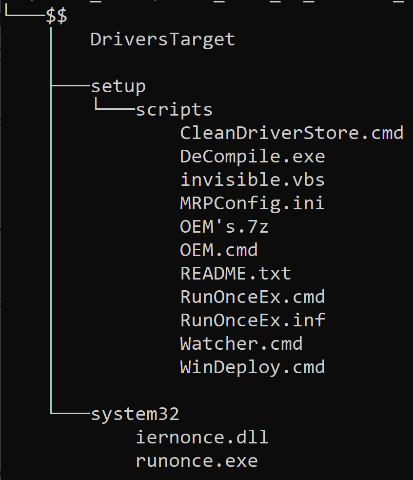 $$
DriversTarget
setup
scripts
CleanDriverStore.cmd
DeCompile.exe
invisible.vbs
MRPConfig.ini
OEM's.7z
OEM.cmd
README.txt
RunOnceEx.cmd
RunOnceEx.inf
Watcher.cmd
WinDeploy.cmd
system32
iernonce.dll
runonce.exe